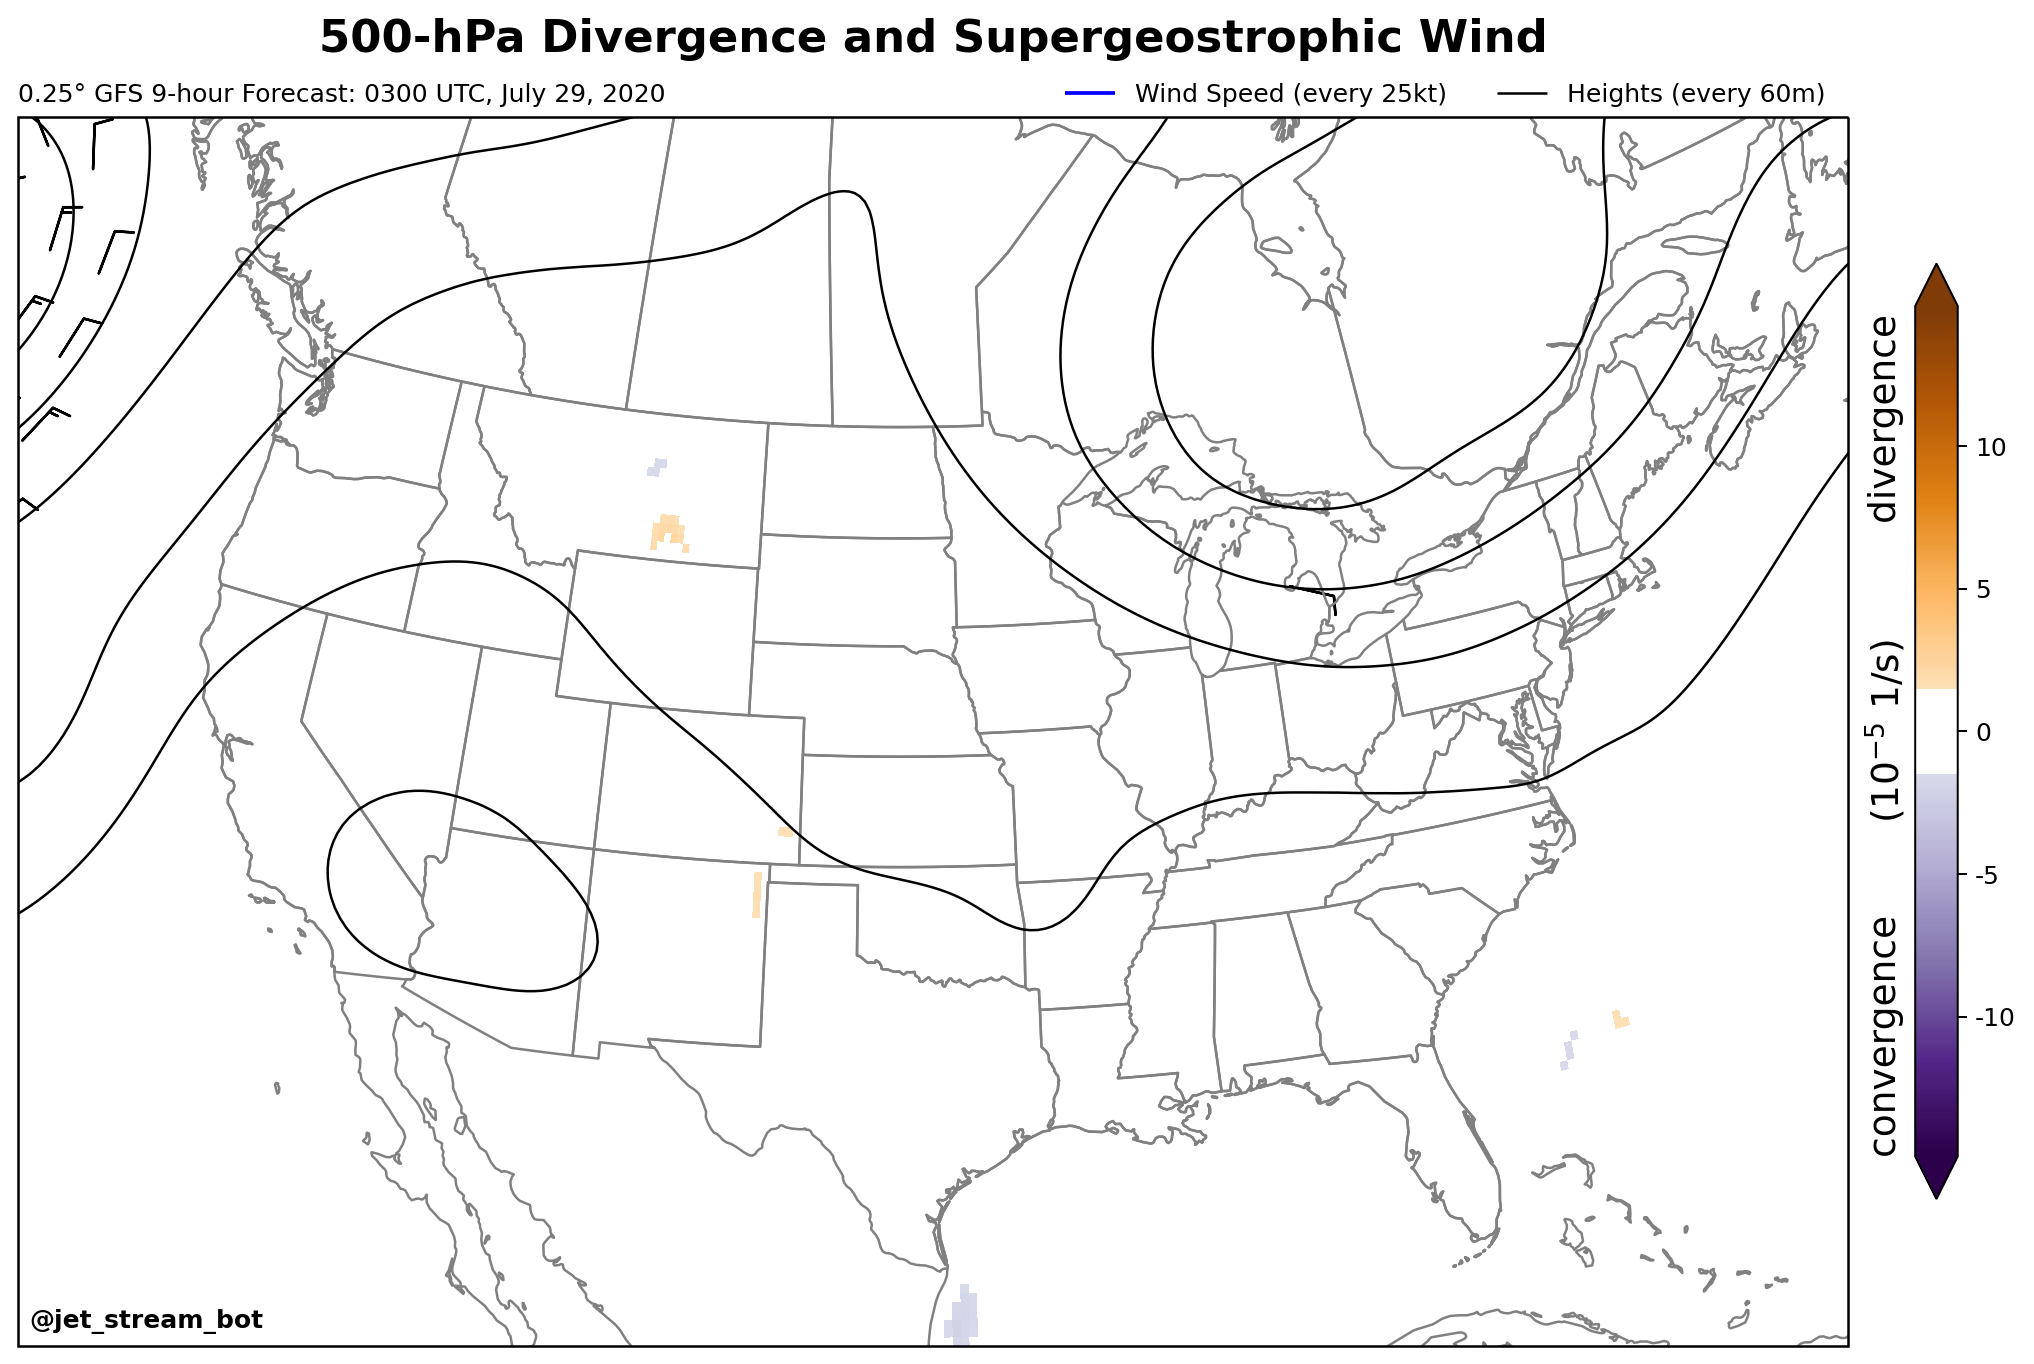 500-hPa Divergence and Supergeostrophic Wind
0.25° GFS 9-hour Forecast: 0300 UTC, July 29, 2020
Wind Speed (every 25kt)
Heights (every 60m)
divergence
(10⁻⁵ 1/s)
convergence
10
5
0
-5
-10
@jet_stream_bot